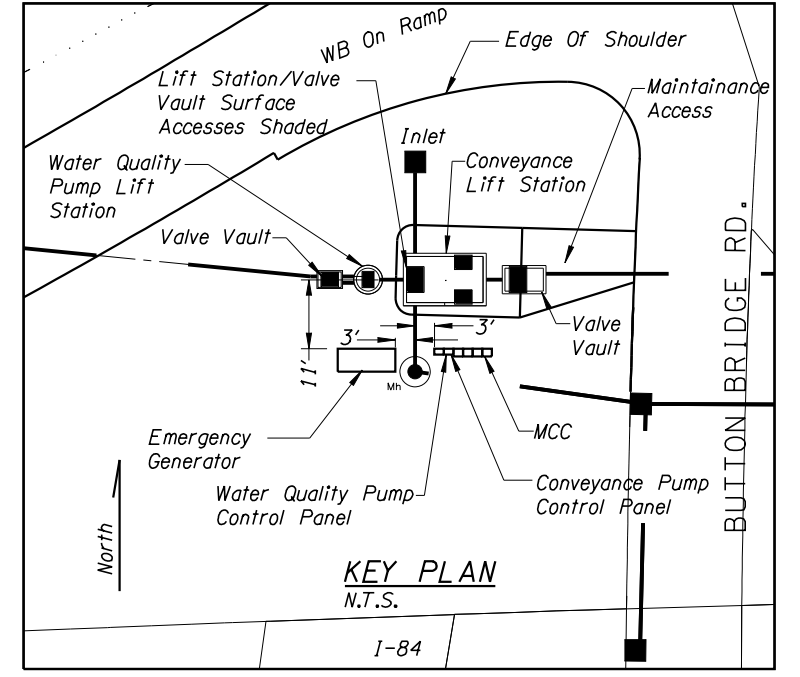 WB On Ramp
Edge Of Shoulder
Lift Station/Valve
Vault Surface
Accesses Shaded
Maintainance
Access
Inlet
Water Quality
Pump Lift
Station
Conveyance
Lift Station
Valve Vault
Valve
Vault
3'
3'
11'
Mh
MCC
Emergency
Generator
Water Quality Pump
Control Panel
Conveyance Pump
Control Panel
BUTTON BRIDGE RD.
North
KEY PLAN
N.T.S.
I-84